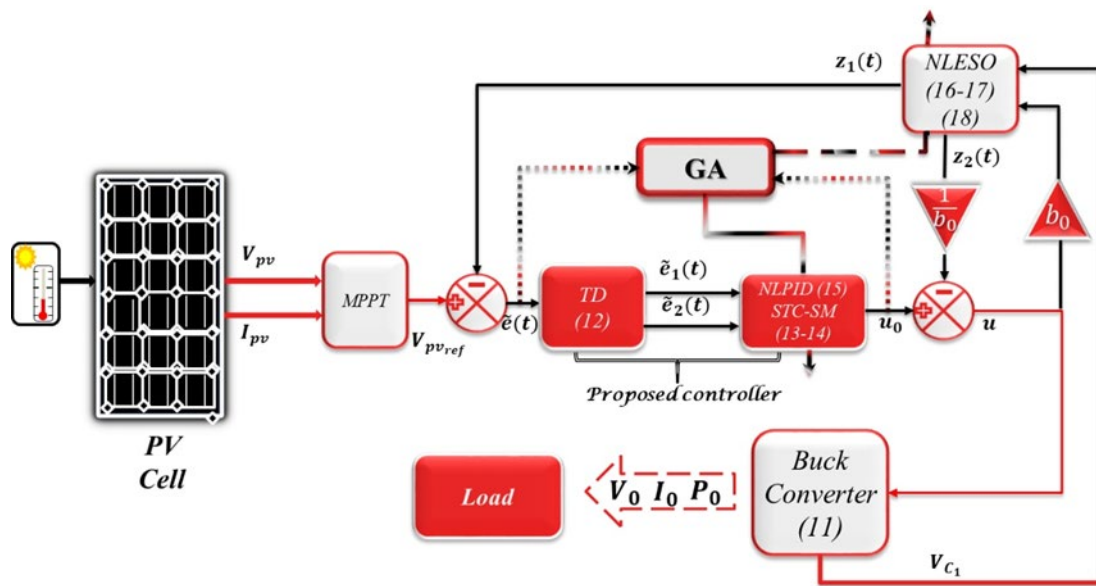 z₁(t)
NLESO
(16-17)
(18)
z₂(t)
GA
1/b₀
b₀
V_pv
I_pv
MPPT
V_pv_ref
+
−
ẽ(t)
TD
(12)
ẽ₁(t)
ẽ₂(t)
NLPID (15)
STC-SM
(13-14)
u₀
+
−
u
Proposed controller
PV
Cell
Load
V₀ I₀ P₀
Buck
Converter
(11)
V_C₁